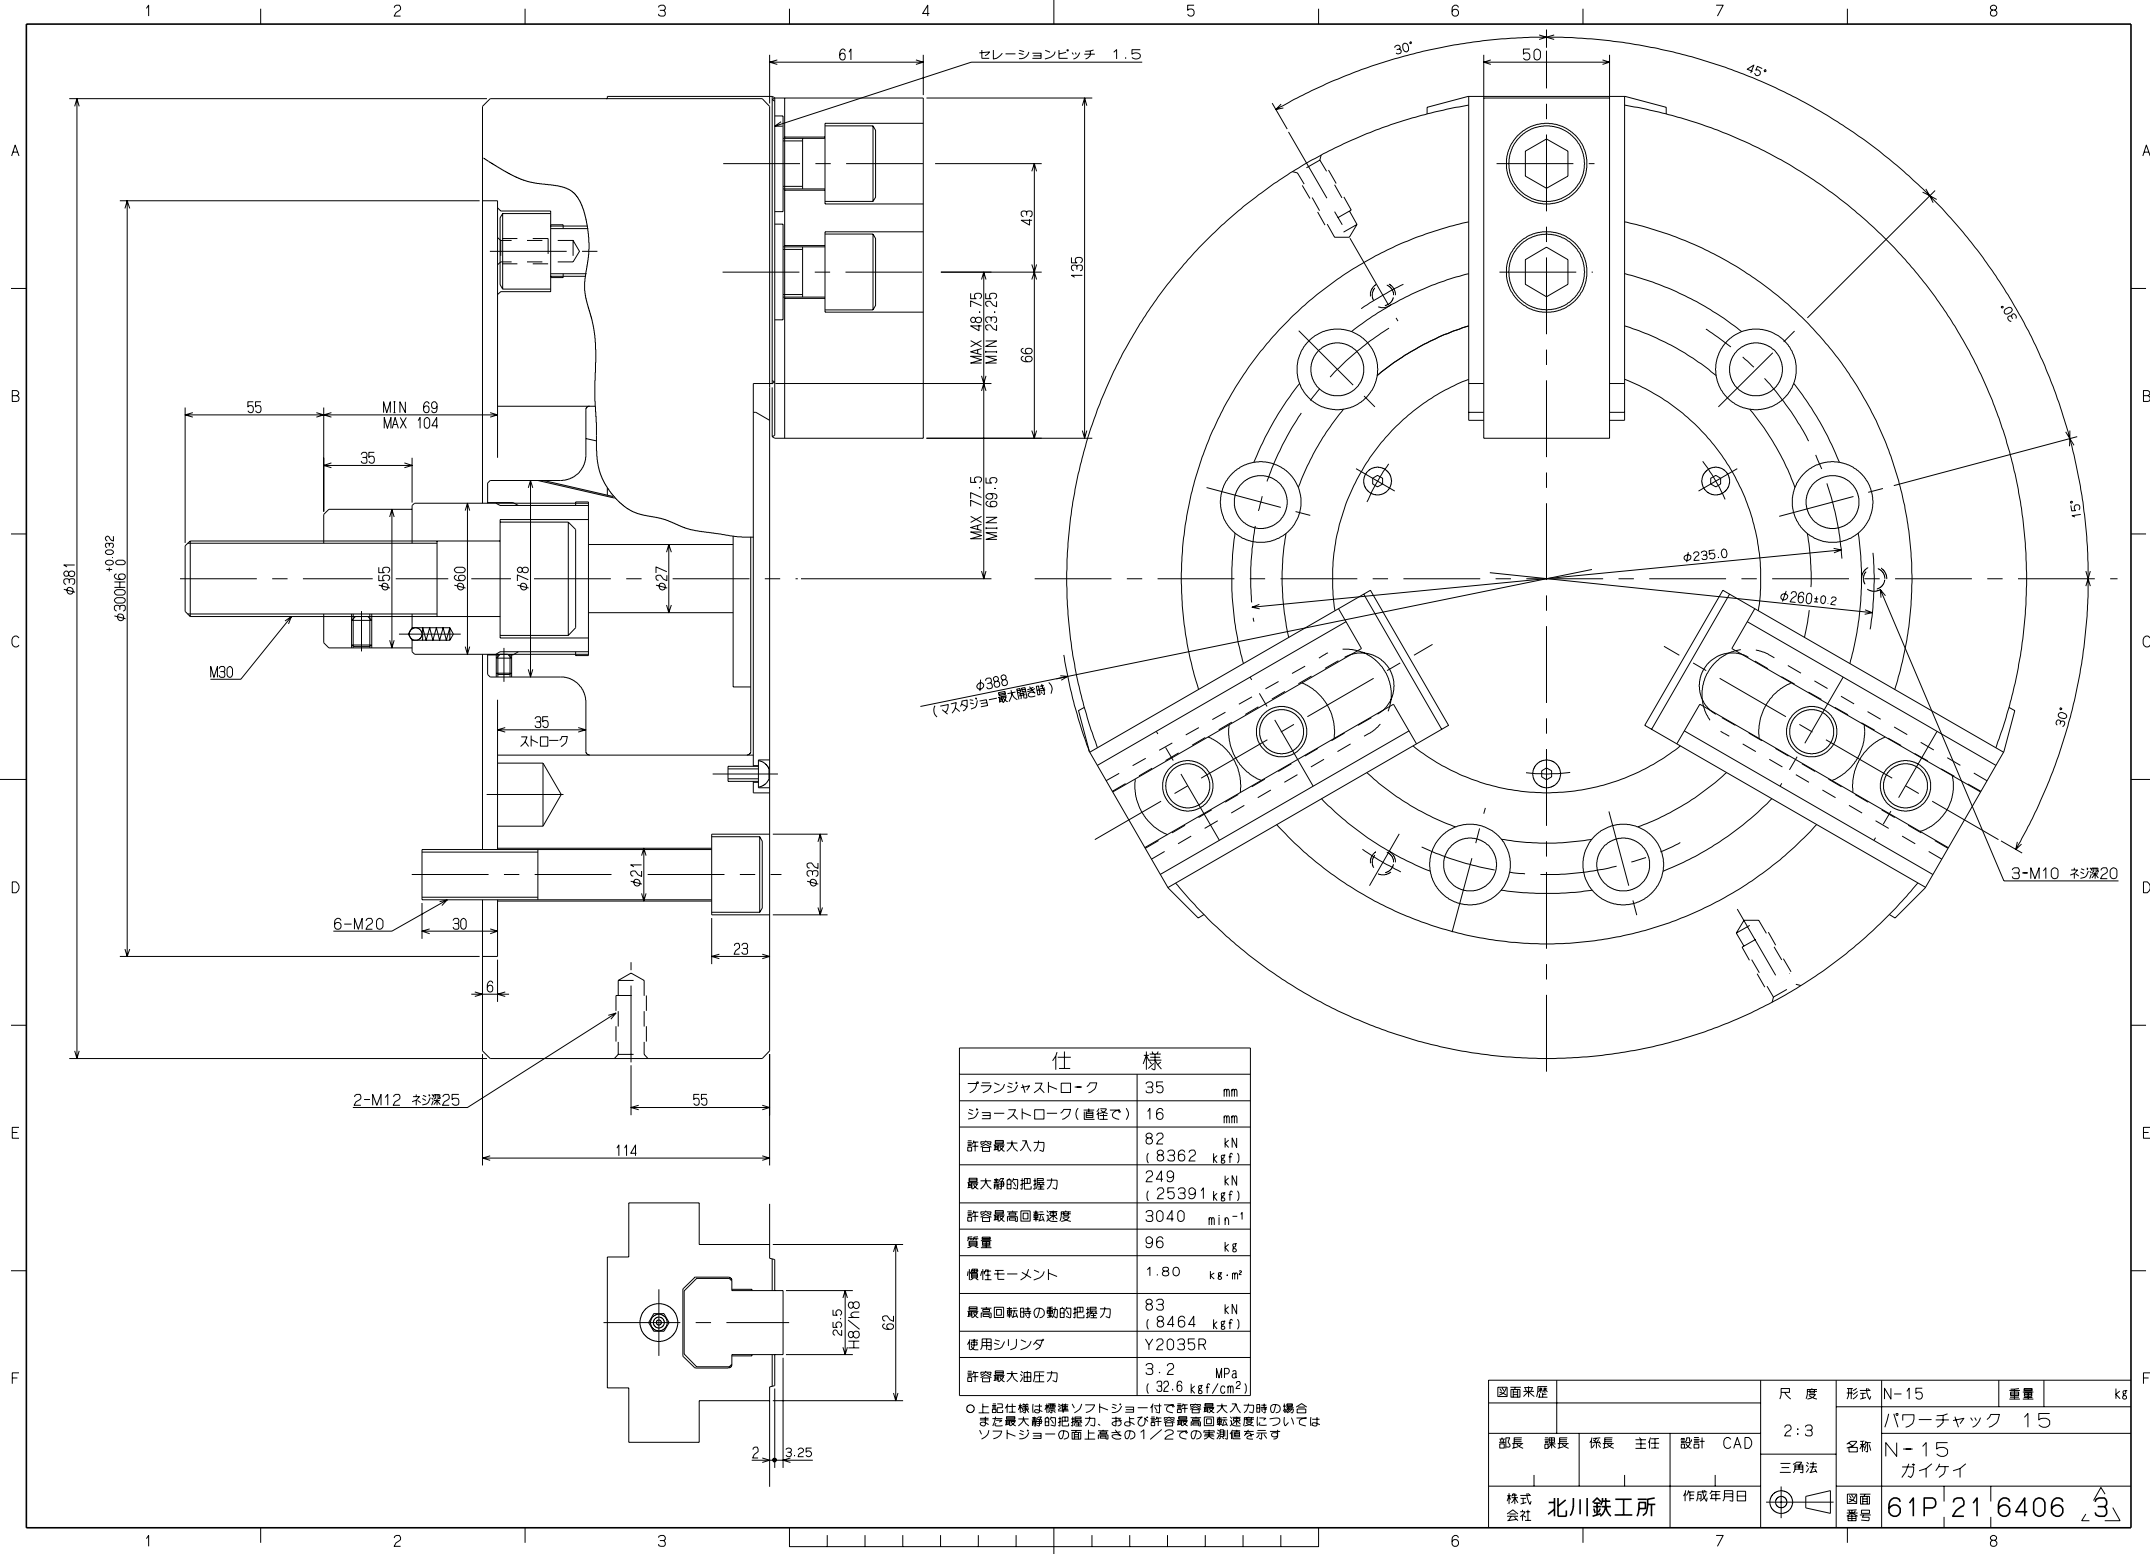 1 2 3 4 5 6 7 8
A
B
C
D
E
F
A
B
C
D
E
F
61
セレーションピッチ 1.5
135
43
66
MAX 48.75
MIN 23.25
MAX 77.5
MIN 69.5
φ381
φ300H6 +0.032 0
55
MIN 69
MAX 104
35
φ55
φ60
φ78
φ27
M30
35
ストローク
φ21
φ32
6-M20
30
23
6
2-M12 ネジ深25
55
114
25.5
H8/h8
62
2
3.25
30°
50
45°
30°
15°
30°
φ235.0
φ260±0.2
φ388
(マスタジョー最大開き時)
3-M10 ネジ深20
仕 様
プランジャストローク 35 mm
ジョーストローク(直径で) 16 mm
許容最大入力 82 kN
(8362 kgf)
最大静的把握力 249 kN
(25391 kgf)
許容最高回転速度 3040 min⁻¹
質量 96 kg
慣性モーメント 1.80 kg·m²
最高回転時の動的把握力 83 kN
(8464 kgf)
使用シリンダ Y2035R
許容最大油圧力 3.2 MPa
(32.6 kgf/cm²)
○上記仕様は標準ソフトジョー付で許容最大入力時の場合
また最大静的把握力、および許容最高回転速度については
ソフトジョーの面上高さの1/2での実測値を示す
図面来歴
尺 度
2:3
三角法
形式 N-15 重量 kg
名称
パワーチャック 15
N-15
ガイケイ
部長 課長 係長 主任 設計 CAD
株式
会社 北川鉄工所
作成年月日
図面
番号 61P 21 6406 3
1 2 3 6 7 8